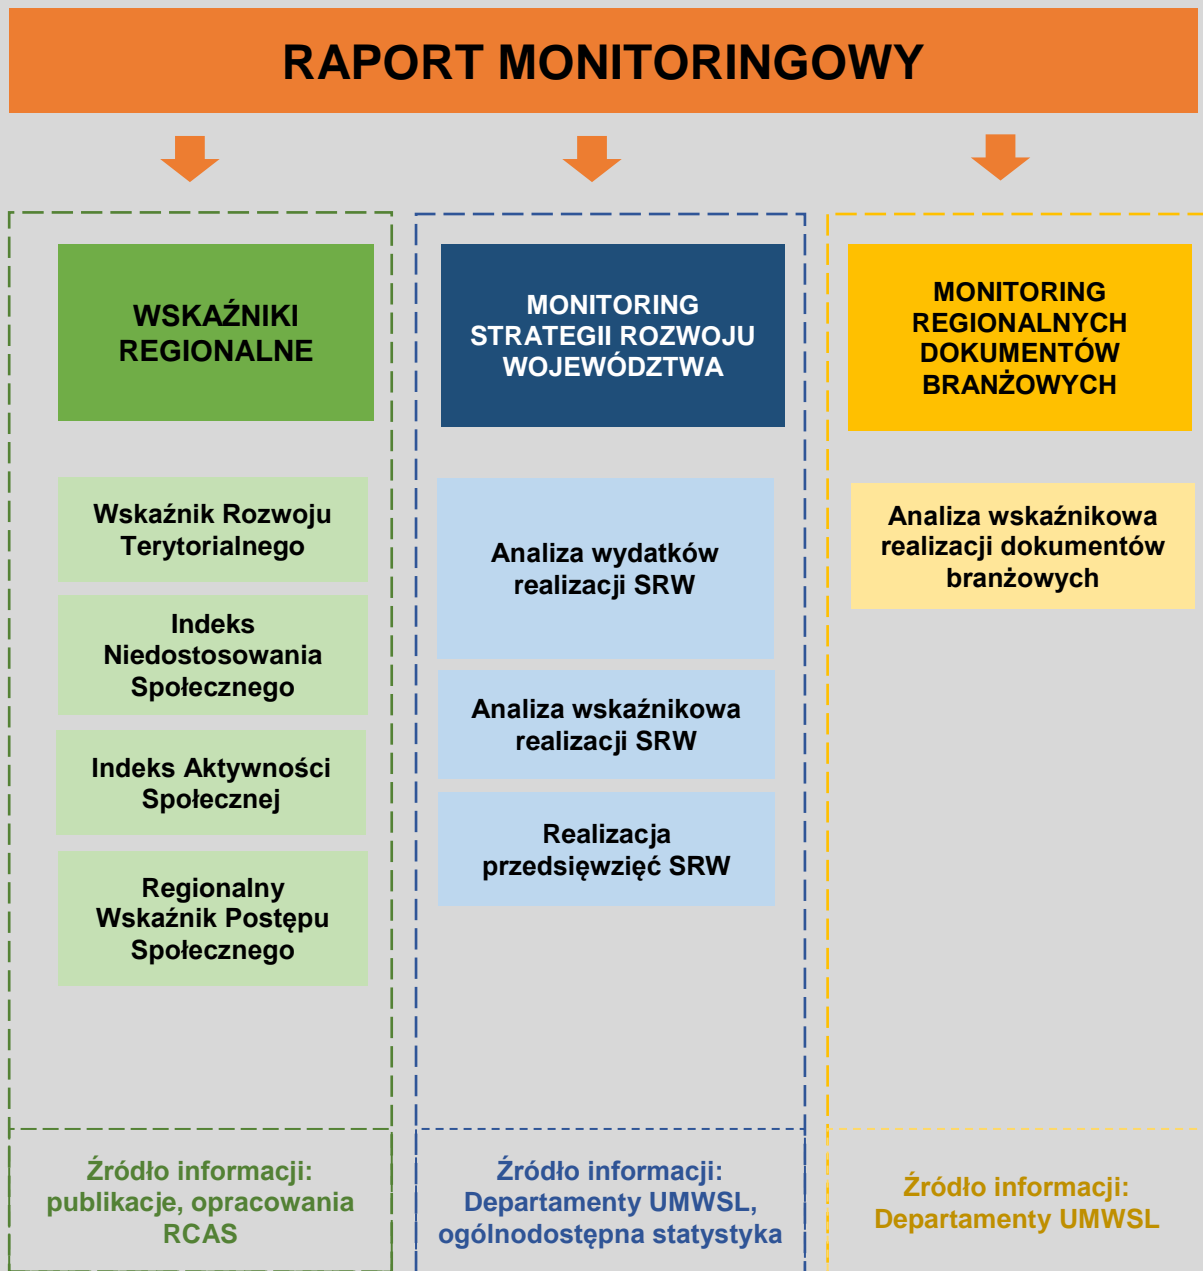 RAPORT MONITORINGOWY
WSKAŹNIKI
REGIONALNE
Wskaźnik Rozwoju
Terytorialnego
Indeks
Niedostosowania
Społecznego
Indeks Aktywności
Społecznej
Regionalny
Wskaźnik Postępu
Społecznego
Źródło informacji:
publikacje, opracowania
RCAS
MONITORING
STRATEGII ROZWOJU
WOJEWÓDZTWA
Analiza wydatków
realizacji SRW
Analiza wskaźnikowa
realizacji SRW
Realizacja
przedsięwzięć SRW
Źródło informacji:
Departamenty UMWSL,
ogólnodostępna statystyka
MONITORING
REGIONALNYCH
DOKUMENTÓW
BRANŻOWYCH
Analiza wskaźnikowa
realizacji dokumentów
branżowych
Źródło informacji:
Departamenty UMWSL